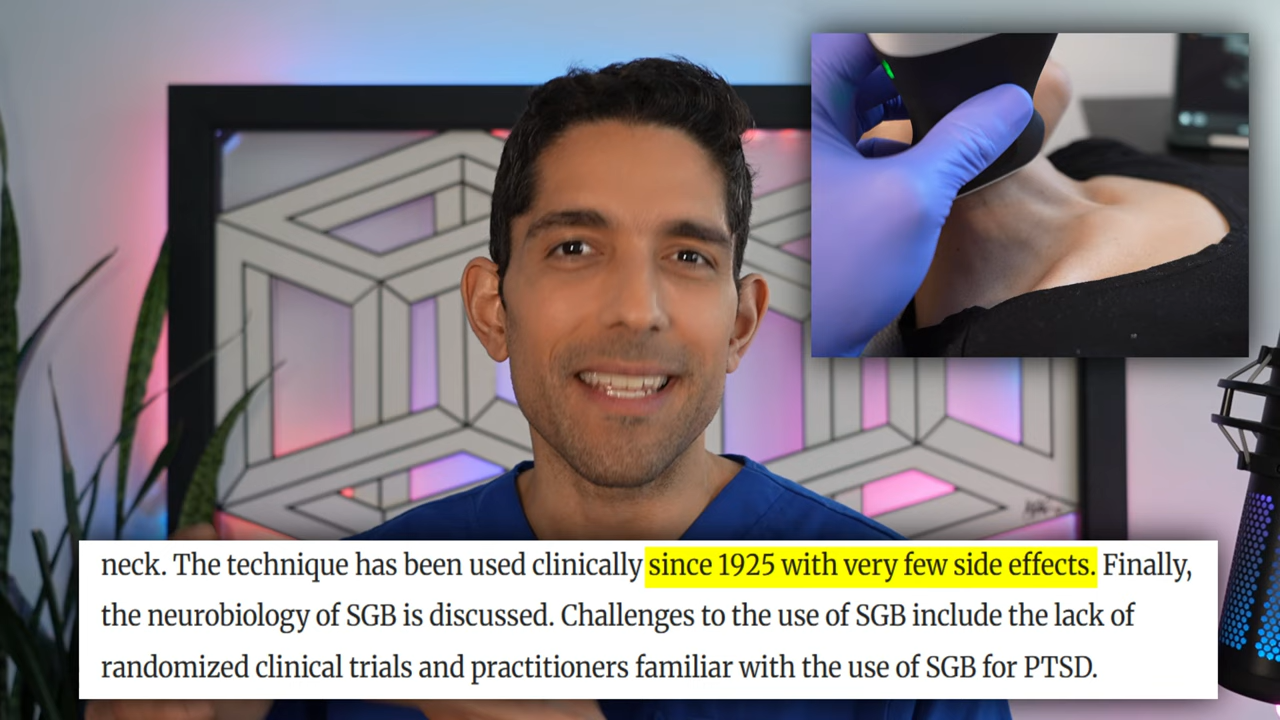 neck. The technique has been used clinically since 1925 with very few side effects. Finally,
the neurobiology of SGB is discussed. Challenges to the use of SGB include the lack of
randomized clinical trials and practitioners familiar with the use of SGB for PTSD.